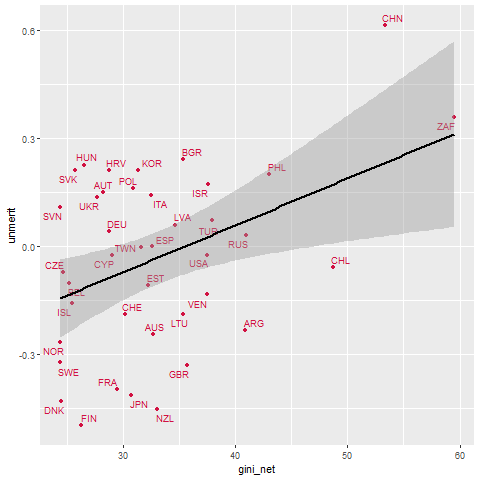 CHN
0.6
ZAF
0.3
HUN
HRV
KOR
BGR
PHL
SVK
AUT
POL
ISR
UKR
ITA
SVN
DEU
LVA
TUR
unmerit
0.0
TWN
ESP
RUS
CZE
CYP
USA
CHL
BEL
EST
ISL
CHE
VEN
AUS
LTU
ARG
-0.3
NOR
SWE
GBR
FRA
DNK
JPN
FIN
NZL
30
40
50
60
gini_net